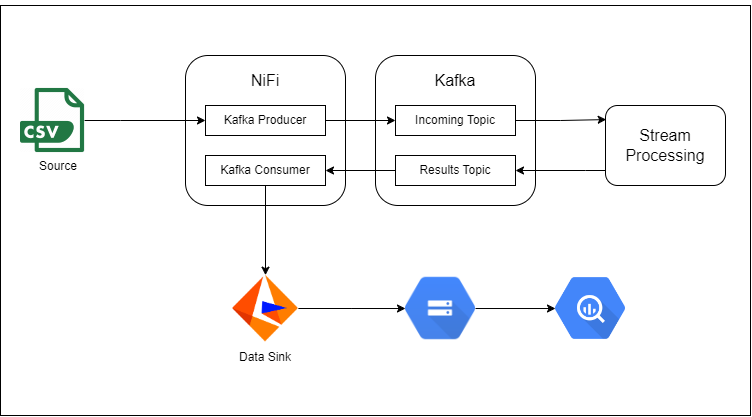 NiFi
Kafka
CSV
Kafka Producer
Incoming Topic
Stream
Processing
Source
Kafka Consumer
Results Topic
Data Sink